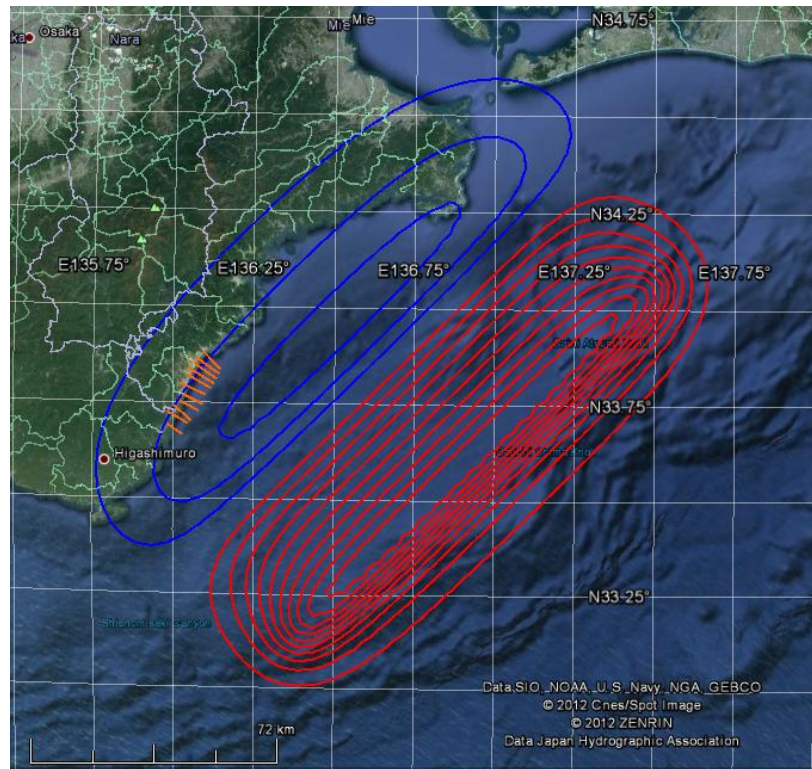 Osaka
Nara
Mie
Mie
N34.75°
N34.25°
E135.75°
E136.25°
E136.75°
E137.25°
E137.75°
N33.75°
Higashimuro
N33.25°
Shionomisaki Canyon
Data SIO, NOAA, U.S. Navy, NGA, GEBCO
© 2012 Cnes/Spot Image
© 2012 ZENRIN
Data Japan Hydrographic Association
72 km